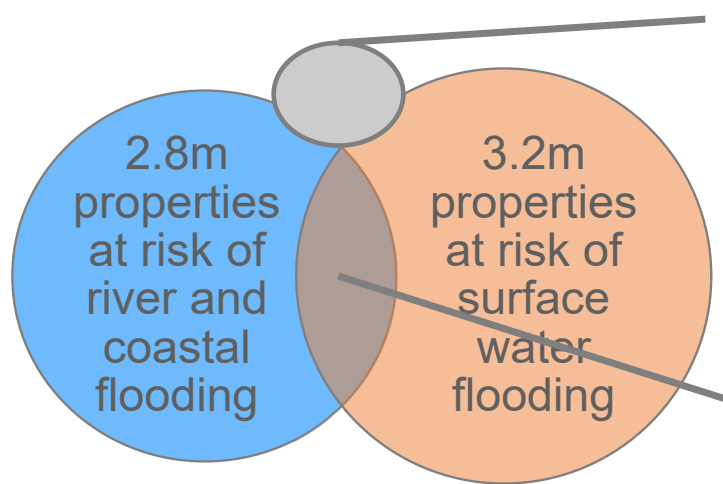 2.8m
properties
at risk of
river and
coastal
flooding
3.2m
properties
at risk of
surface
water
flooding